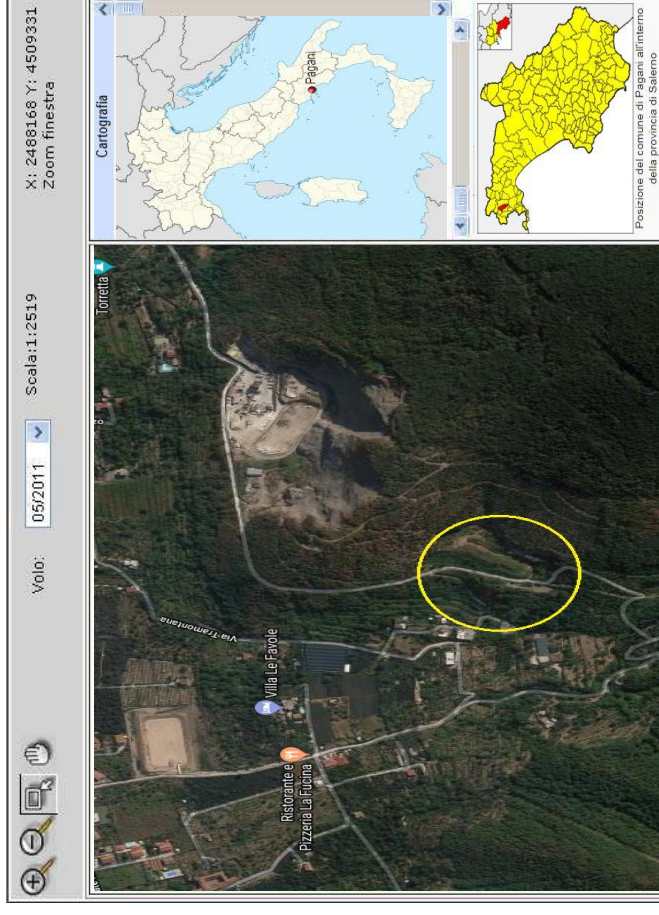 Volo:
05/2011
Scala:1:2519
X: 2488168 Y: 4509331
Zoom finestra
Ristorante e
Pizzeria La Fucina
Villa Le Favole
Via Tramontana
Torretta
Cartografia
Pagani
Posizione del comune di Pagani all'interno
della provincia di Salerno